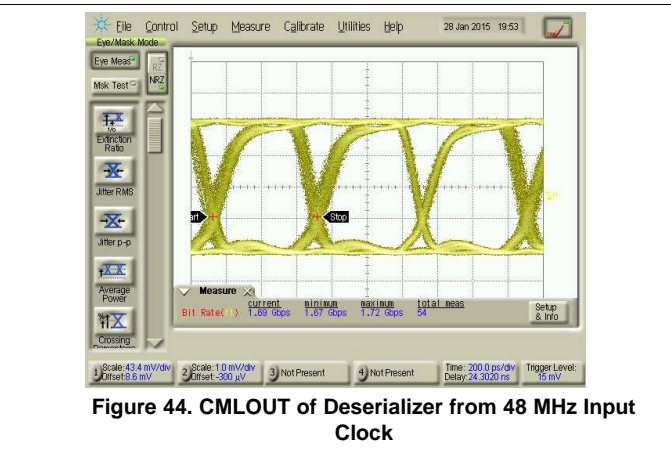 File Control Setup Measure Calibrate Utilities Help 28 Jan 2015 19:53
Eye/Mask Mode
Eye Meas
RZ
NRZ
Msk Test
Extinction
Ratio
Jitter RMS
Jitter p-p
Average
Power
Crossing
Stop
Measure
current minimum maximum total meas
Bit Rate( ) 1.69 Gbps 1.67 Gbps 1.72 Gbps 54
Setup
& Info
1) Scale:43.4 mV/div
Offset:8.6 mV
2) Scale:1.0 mV/div
Offset:-300 µV
3) Not Present
4) Not Present
Time: 200.0 ps/div
Delay:24.3020 ns
Trigger Level:
15 mV
Figure 44. CMLOUT of Deserializer from 48 MHz Input
Clock